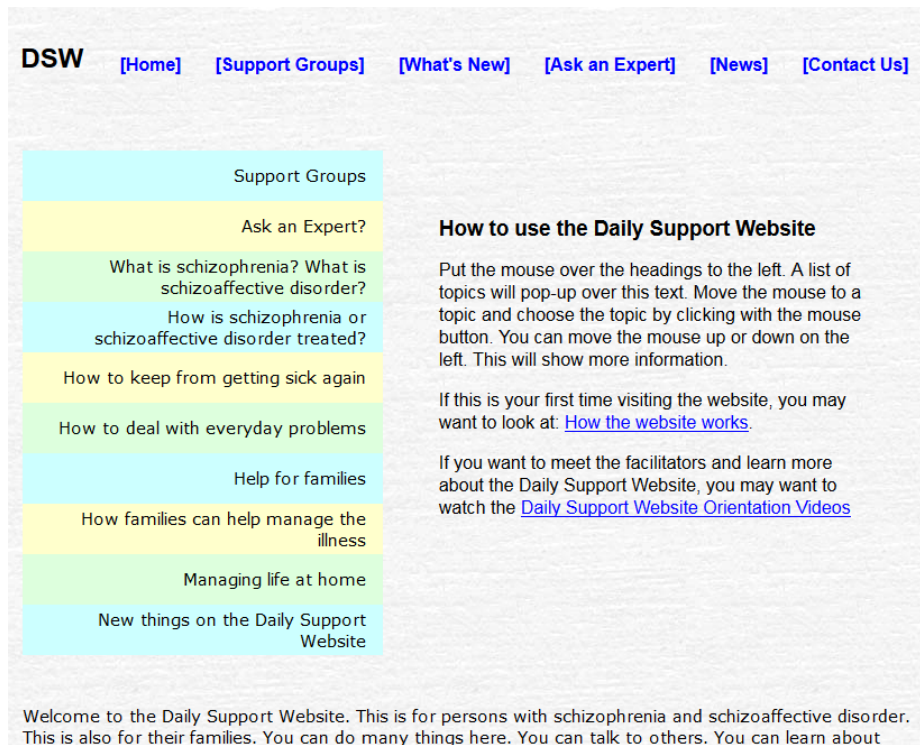 DSW [Home] [Support Groups] [What's New] [Ask an Expert] [News] [Contact Us]
Support Groups
Ask an Expert?
What is schizophrenia? What is
schizoaffective disorder?
How is schizophrenia or
schizoaffective disorder treated?
How to keep from getting sick again
How to deal with everyday problems
Help for families
How families can help manage the
illness
Managing life at home
New things on the Daily Support
Website
How to use the Daily Support Website
Put the mouse over the headings to the left. A list of
topics will pop-up over this text. Move the mouse to a
topic and choose the topic by clicking with the mouse
button. You can move the mouse up or down on the
left. This will show more information.
If this is your first time visiting the website, you may
want to look at: How the website works.
If you want to meet the facilitators and learn more
about the Daily Support Website, you may want to
watch the Daily Support Website Orientation Videos
Welcome to the Daily Support Website. This is for persons with schizophrenia and schizoaffective disorder.
This is also for their families. You can do many things here. You can talk to others. You can learn about